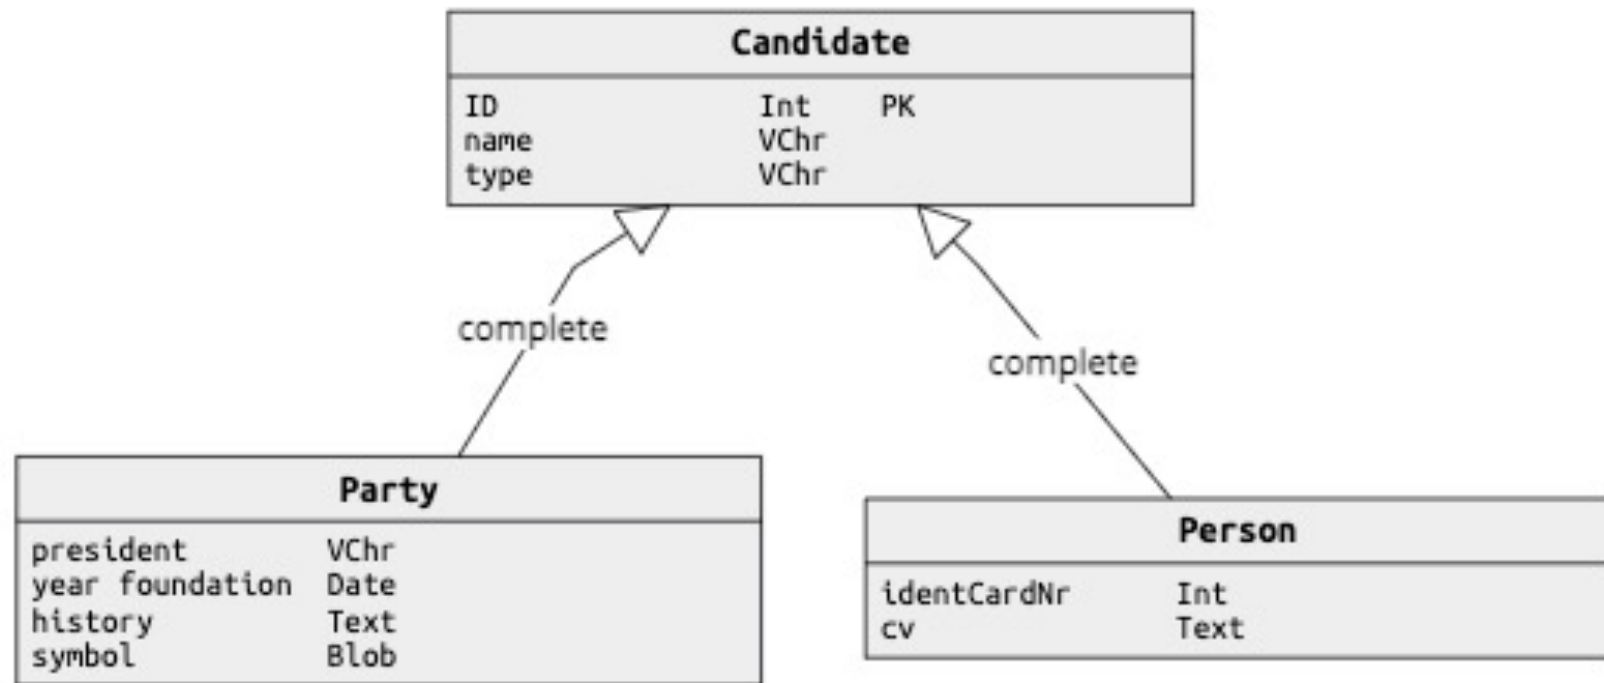 Candidate
ID Int PK
name VChr
type VChr
complete
complete
Party
president VChr
year foundation Date
history Text
symbol Blob
Person
identCardNr Int
cv Text